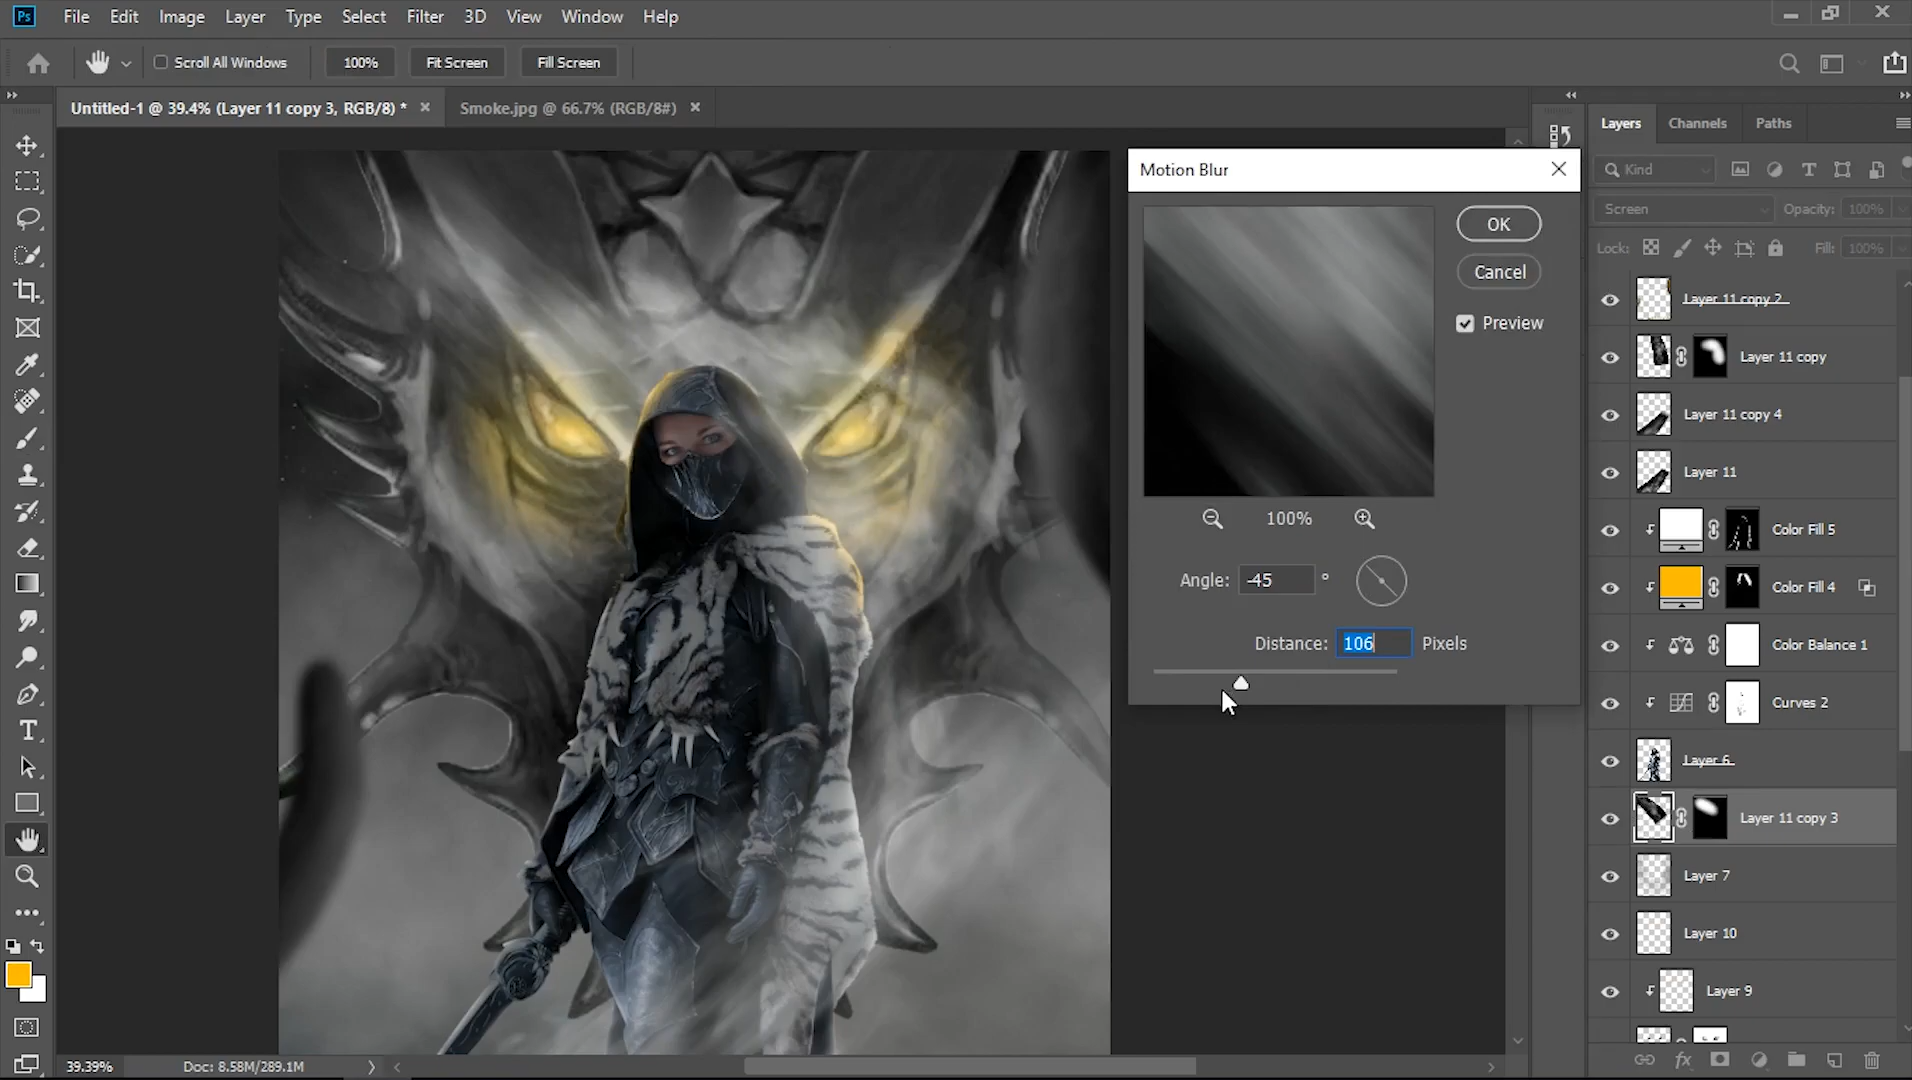 Ps File Edit Image Layer Type Select Filter 3D View Window Help
Scroll All Windows 100% Fit Screen Fill Screen
Untitled-1 @ 39.4% (Layer 11 copy 3, RGB/8) * Smoke.jpg @ 66.7% (RGB/8#)
Layers Channels Paths
Motion Blur
Kind
Screen Opacity: 100%
OK
Lock: Fill: 100%
Cancel
Layer 11 copy 2
Preview
Layer 11 copy
Layer 11 copy 4
Layer 11
100%
Color Fill 5
Angle: -45 °
Color Fill 4
Distance: 106 Pixels
Color Balance 1
Curves 2
Layer 6
Layer 11 copy 3
Layer 7
Layer 10
Layer 9
39.39% Doc: 8.58M/289.1M